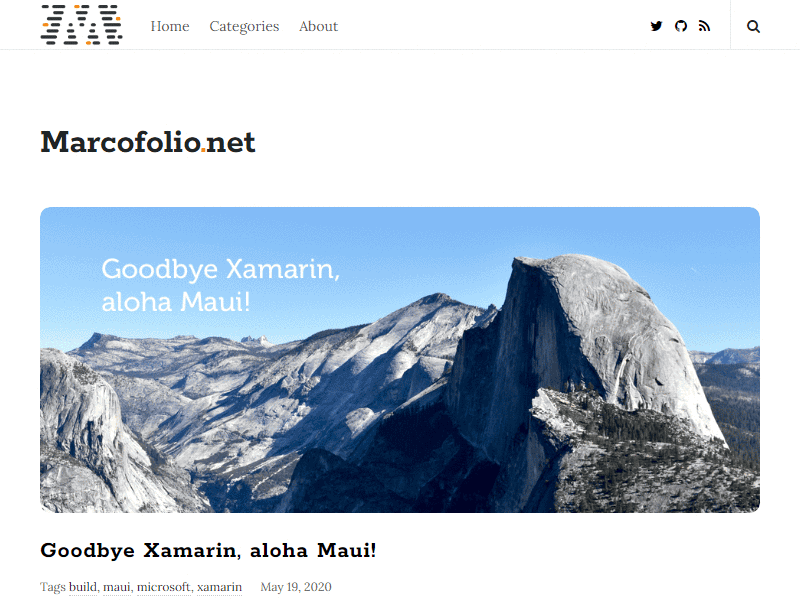 Home Categories About
Marcofolio.net
Goodbye Xamarin,
aloha Maui!
Goodbye Xamarin, aloha Maui!
Tags build, maui, microsoft, xamarin May 19, 2020